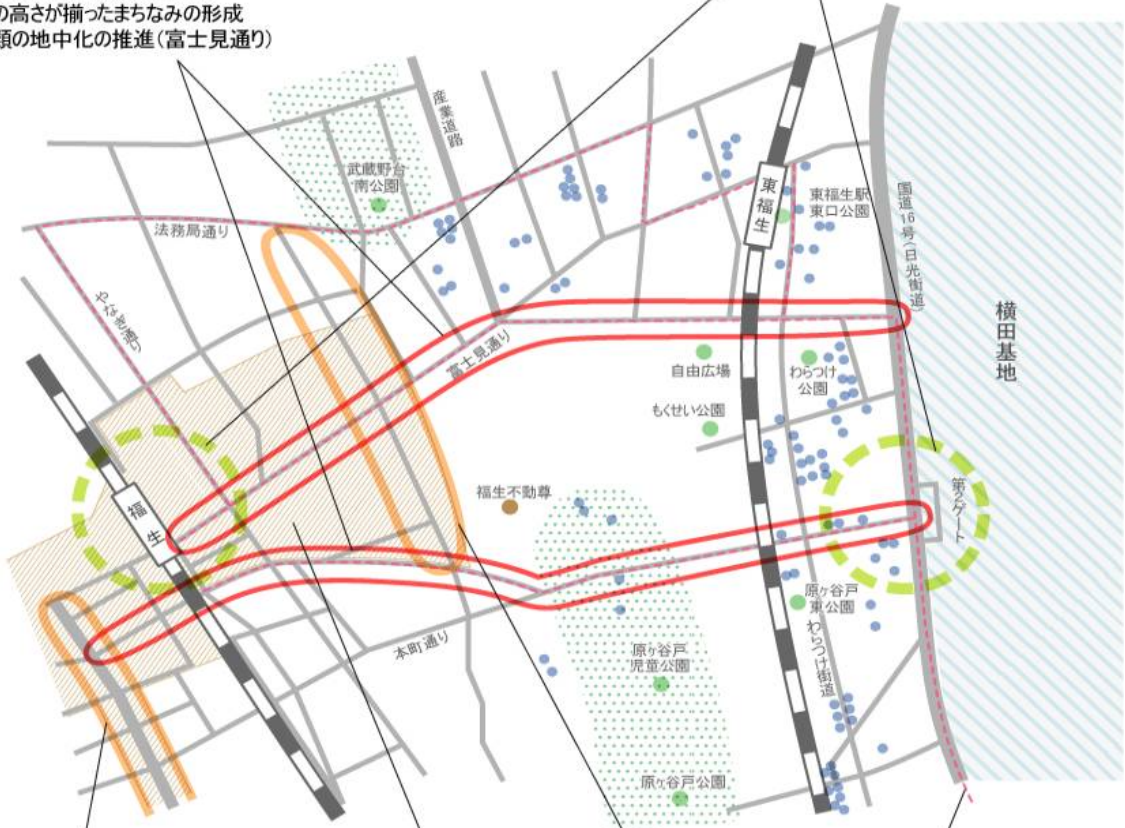 の高さが揃ったまちなみの形成
類の地中化の推進（富士見通り）
産業道路
武蔵野台
南公園
東福生
東福生駅
東口公園
国道16号（日光街道）
法務局通り
やなぎ通り
横田基地
富士見通り
自由広場
わらつけ
公園
もくせい公園
福生
福生不動尊
第2ゲート
原ヶ谷戸
東公園
わらつけ街道
本町通り
原ヶ谷戸
児童公園
原ヶ谷戸公園